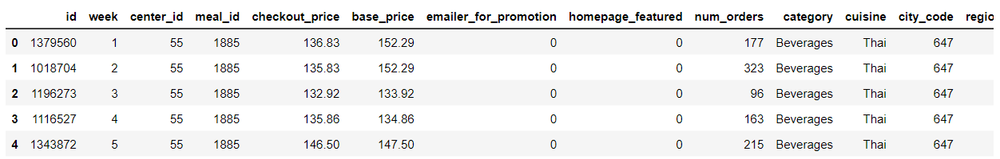 id week center_id meal_id checkout_price base_price emailer_for_promotion homepage_featured num_orders category cuisine city_code regio
0 1379560 1 55 1885 136.83 152.29 0 0 177 Beverages Thai 647
1 1018704 2 55 1885 135.83 152.29 0 0 323 Beverages Thai 647
2 1196273 3 55 1885 132.92 133.92 0 0 96 Beverages Thai 647
3 1116527 4 55 1885 135.86 134.86 0 0 163 Beverages Thai 647
4 1343872 5 55 1885 146.50 147.50 0 0 215 Beverages Thai 647